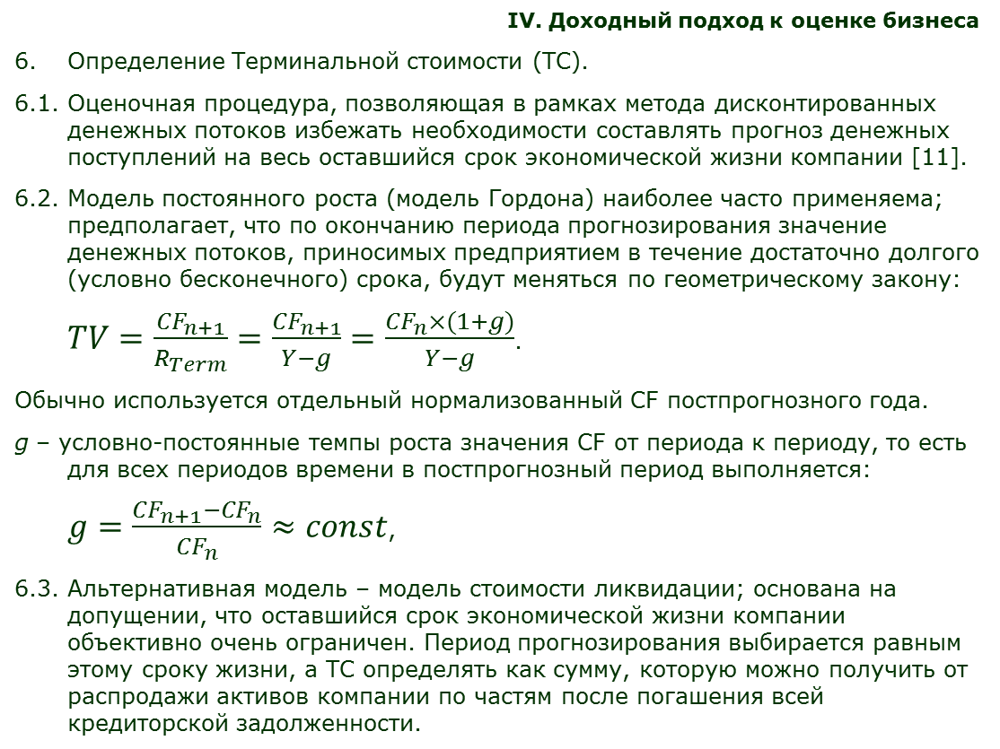 IV. Доходный подход к оценке бизнеса
6. Определение Терминальной стоимости (ТС).
6.1. Оценочная процедура, позволяющая в рамках метода дисконтированных
денежных потоков избежать необходимости составлять прогноз денежных
поступлений на весь оставшийся срок экономической жизни компании [11].
6.2. Модель постоянного роста (модель Гордона) наиболее часто применяема;
предполагает, что по окончанию периода прогнозирования значение
денежных потоков, приносимых предприятием в течение достаточно долгого
(условно бесконечного) срока, будут меняться по геометрическому закону:
$TV = \frac{CF_{n+1}}{R_{Term}} = \frac{CF_{n+1}}{Y-g} = \frac{CF_n \times (1+g)}{Y-g}.$
Обычно используется отдельный нормализованный CF постпрогнозного года.
g – условно-постоянные темпы роста значения CF от периода к периоду, то есть
для всех периодов времени в постпрогнозный период выполняется:
$g = \frac{CF_{n+1}-CF_n}{CF_n} \approx const,$
6.3. Альтернативная модель – модель стоимости ликвидации; основана на
допущении, что оставшийся срок экономической жизни компании
объективно очень ограничен. Период прогнозирования выбирается равным
этому сроку жизни, а ТС определять как сумму, которую можно получить от
распродажи активов компании по частям после погашения всей
кредиторской задолженности.